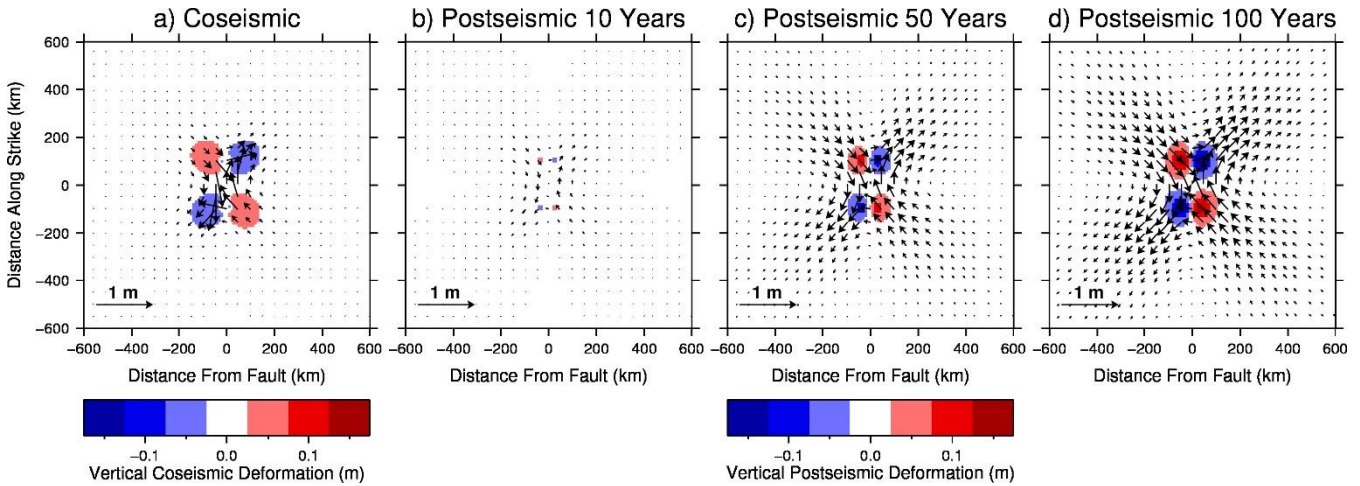 a) Coseismic
b) Postseismic 10 Years
c) Postseismic 50 Years
d) Postseismic 100 Years
600
400
200
0
−200
−400
−600
Distance Along Strike (km)
1 m
1 m
1 m
1 m
−600 −400 −200 0 200 400 600
−600 −400 −200 0 200 400 600
−600 −400 −200 0 200 400 600
−600 −400 −200 0 200 400 600
Distance From Fault (km)
Distance From Fault (km)
Distance From Fault (km)
Distance From Fault (km)
−0.1 0.0 0.1
Vertical Coseismic Deformation (m)
−0.1 0.0 0.1
Vertical Postseismic Deformation (m)